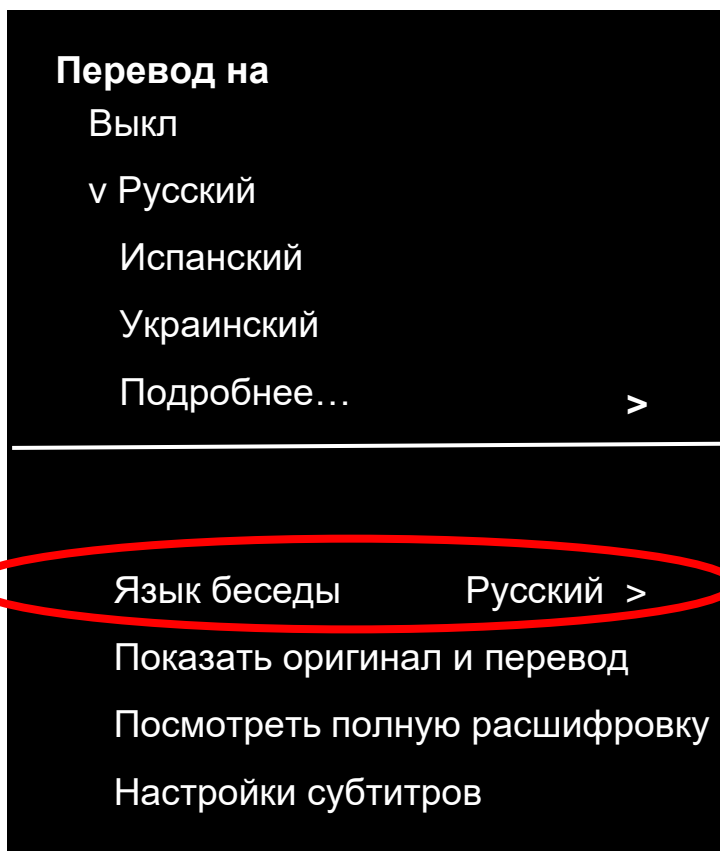 Перевод на
Выкл
v Русский
Испанский
Украинский
Подробнее… >
Язык беседы Русский >
Показать оригинал и перевод
Посмотреть полную расшифровку
Настройки субтитров